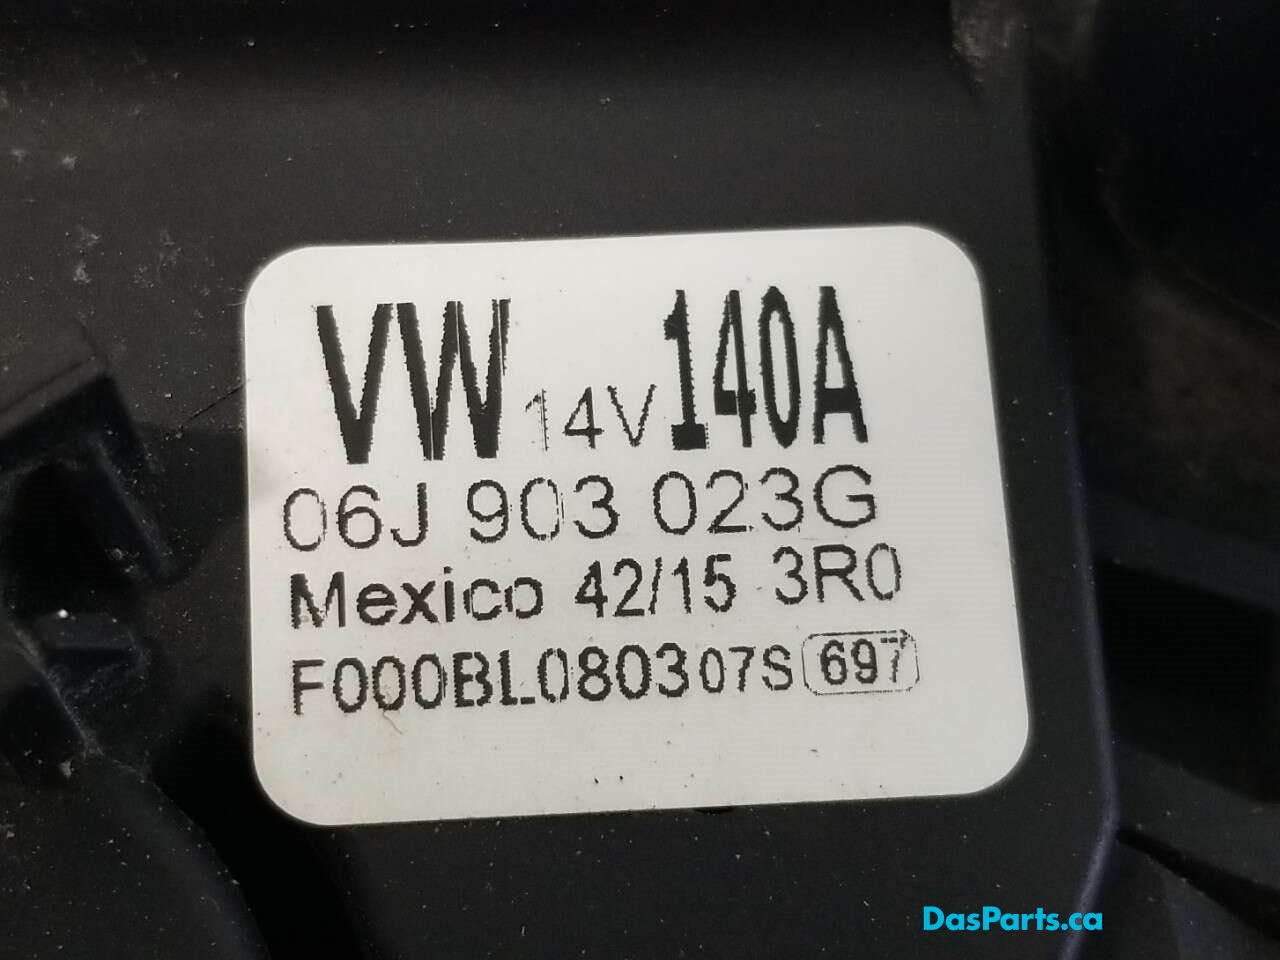 VW 14V 140A
06J 903 023G
Mexico 42/15 3R0
F000BL080307S 697
DasParts.ca